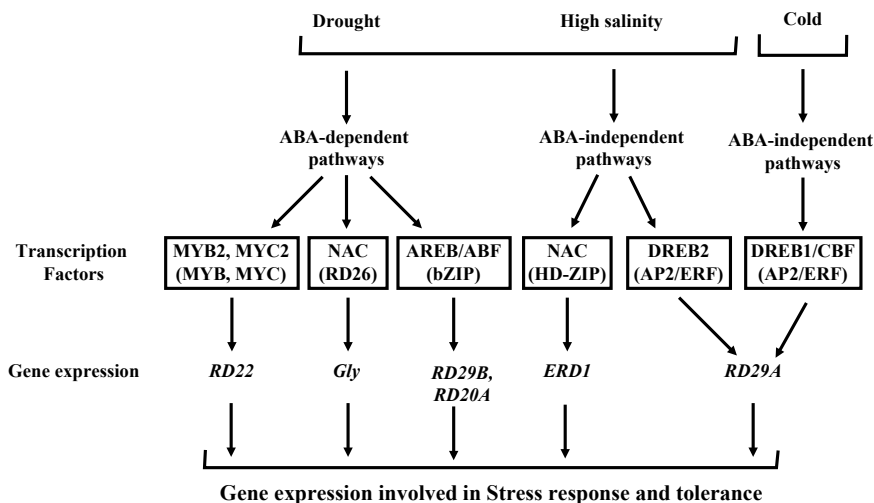 Drought High salinity Cold
ABA-dependent ABA-independent ABA-independent
pathways pathways pathways
Transcription MYB2, MYC2 NAC AREB/ABF NAC DREB2 DREB1/CBF
Factors (MYB, MYC) (RD26) (bZIP) (HD-ZIP) (AP2/ERF) (AP2/ERF)
Gene expression RD22 Gly RD29B, ERD1 RD29A
RD20A
Gene expression involved in Stress response and tolerance